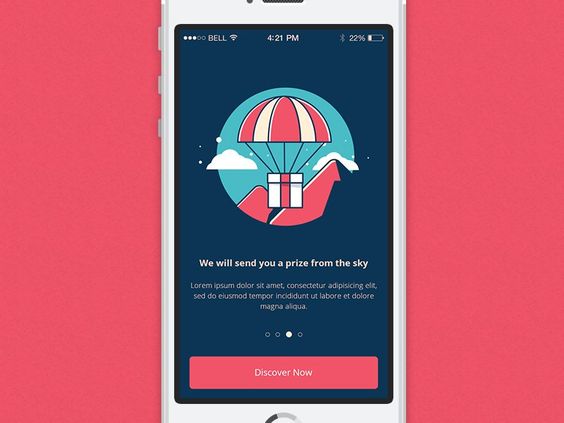 BELL 4:21 PM 22%
We will send you a prize from the sky
Lorem ipsum dolor sit amet, consectetur adipisicing elit,
sed do eiusmod tempor incididunt ut labore et dolore
magna aliqua.
Discover Now